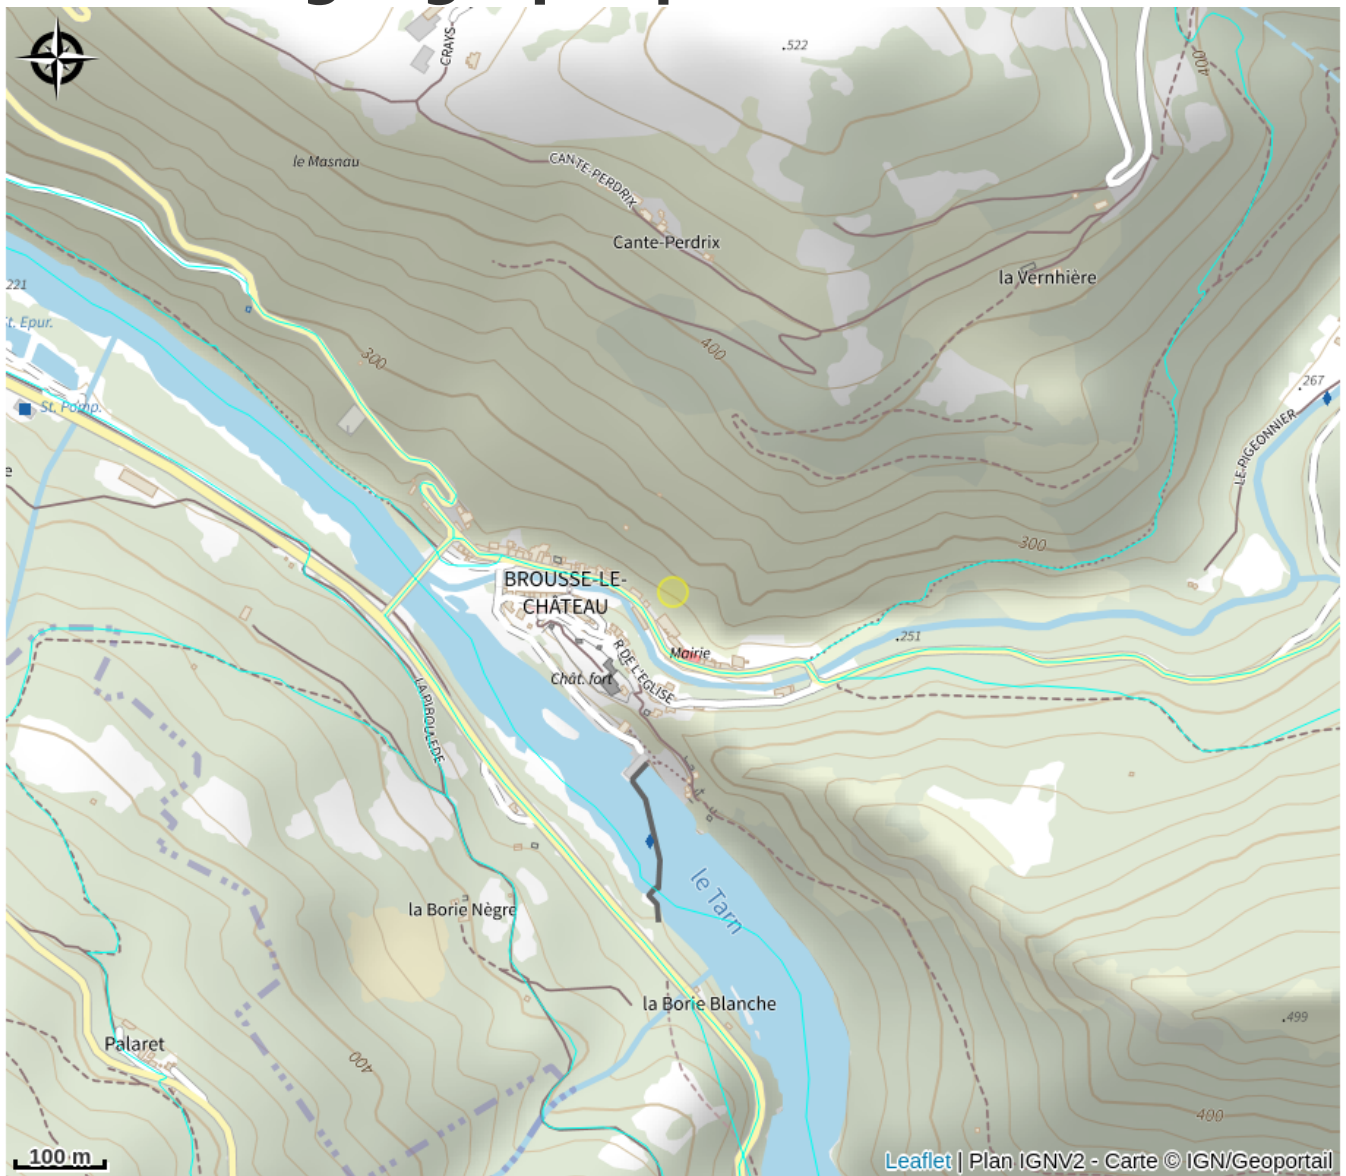 CRAYS
.522
400
le Masnau
CANTE-PERDRIX
Cante-Perdrix
la Vernhière
221
St. Epur.
300
400
.267
St. Pomp.
LE PIGEONNIER
e
300
BROUSSE-LE-
CHÂTEAU
.251
Mairie
R DE L'EGLISE
Chât. fort
LA PIBOULEDE
le Tarn
la Borie Nègre
la Borie Blanche
.499
Palaret
400
400
100 m
Leaflet | Plan IGNV2 - Carte © IGN/Geoportail